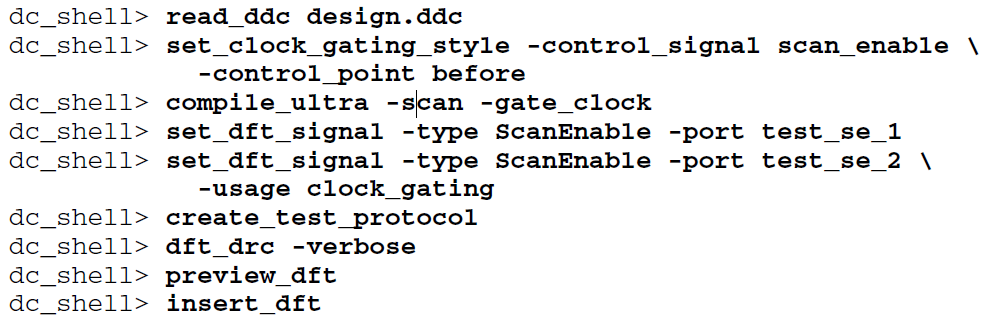 dc_shell> read_ddc design.ddc
dc_shell> set_clock_gating_style -control_signal scan_enable \
-control_point before
dc_shell> compile_ultra -scan -gate_clock
dc_shell> set_dft_signal -type ScanEnable -port test_se_1
dc_shell> set_dft_signal -type ScanEnable -port test_se_2 \
-usage clock_gating
dc_shell> create_test_protocol
dc_shell> dft_drc -verbose
dc_shell> preview_dft
dc_shell> insert_dft